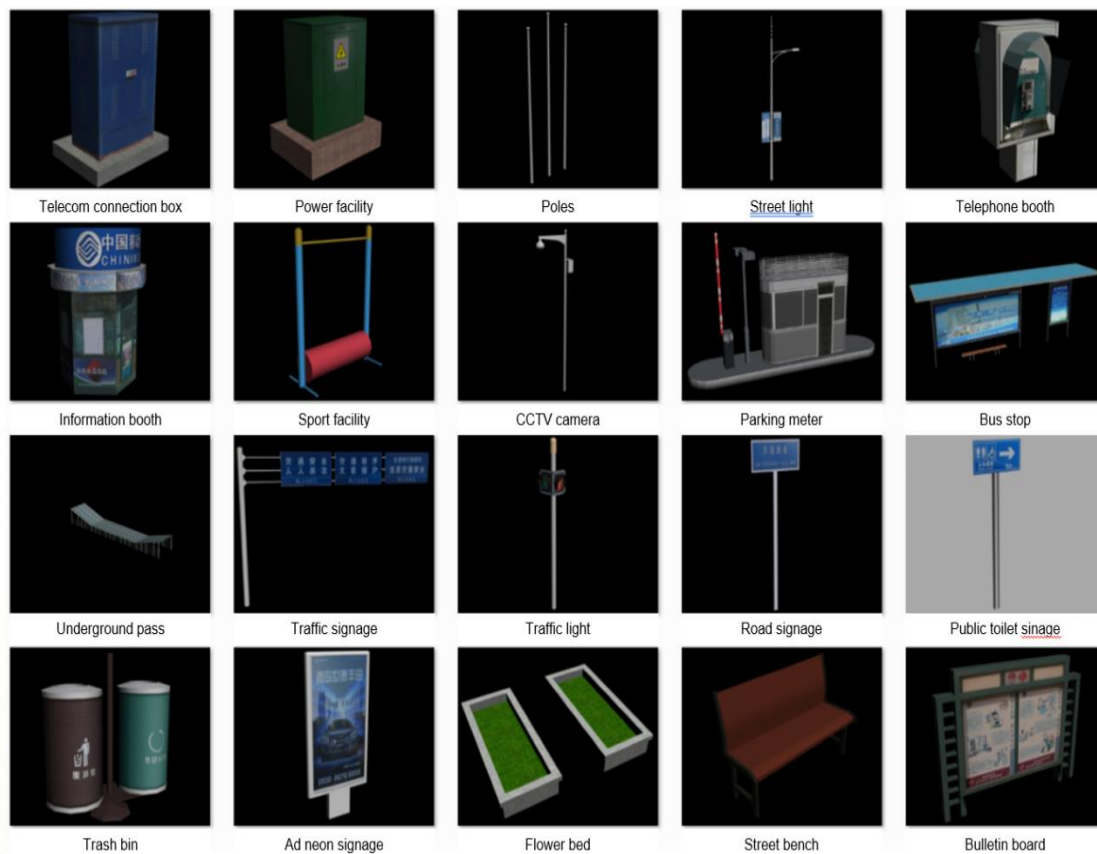 Telecom connection box
Power facility
Poles
Street light
Telephone booth
中国移动
CHINA
Information booth
Sport facility
CCTV camera
Parking meter
Bus stop
Underground pass
Traffic signage
Traffic light
Road signage
Public toilet sinage
Trash bin
Ad neon signage
Flower bed
Street bench
Bulletin board